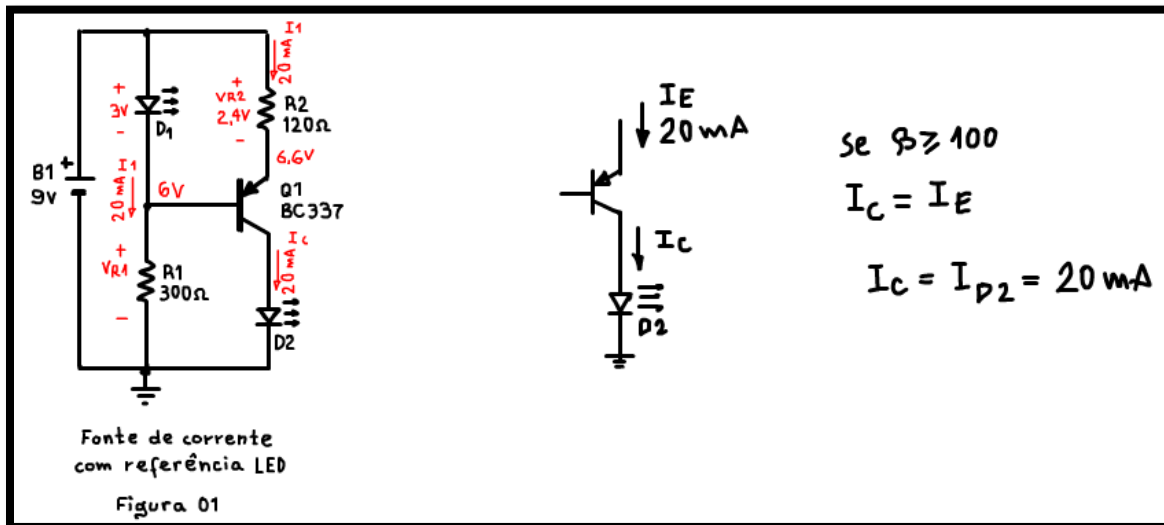 I1
20 mA
+
3V
-
D1
+
VR2
2,4V
-
R2
120Ω
6,6V
B1 +
9V
20 mA I1
6V
Q1
BC337
+
VR1
-
R1
300Ω
20 mA Ic
D2
Fonte de corrente
com referência LED
Figura 01
IE
20 mA
IC
D2
se β ≥ 100
IC = IE
IC = ID2 = 20 mA